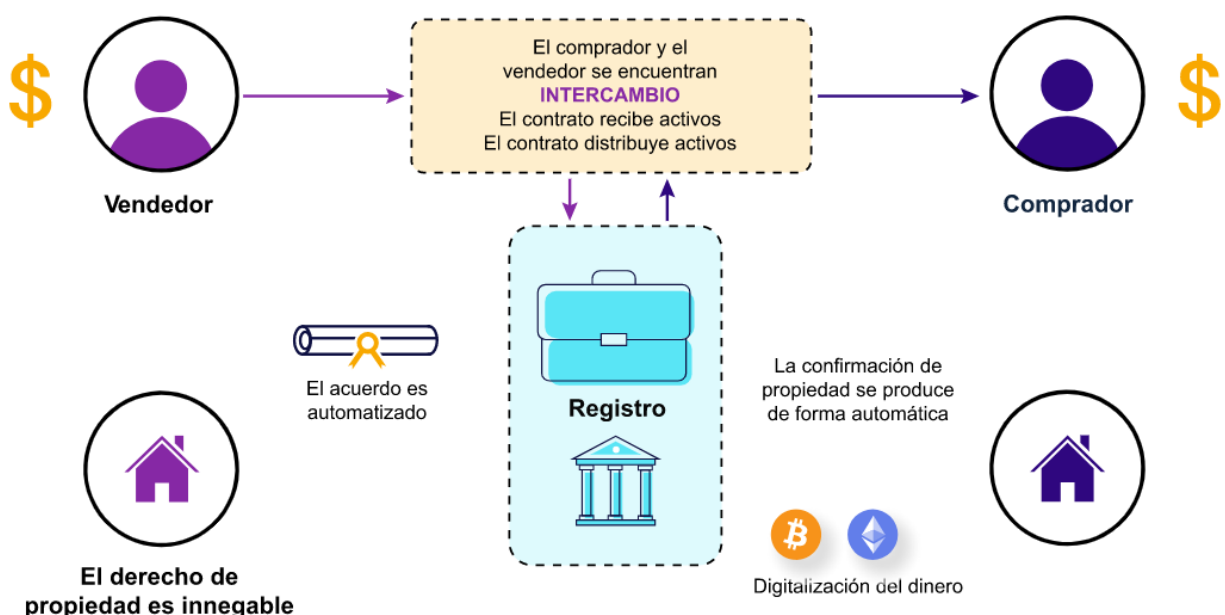 $
$
El comprador y el
vendedor se encuentran
INTERCAMBIO
El contrato recibe activos
El contrato distribuye activos
Vendedor
Comprador
El acuerdo es
automatizado
Registro
La confirmación de
propiedad se produce
de forma automática
Digitalización del dinero
El derecho de
propiedad es innegable